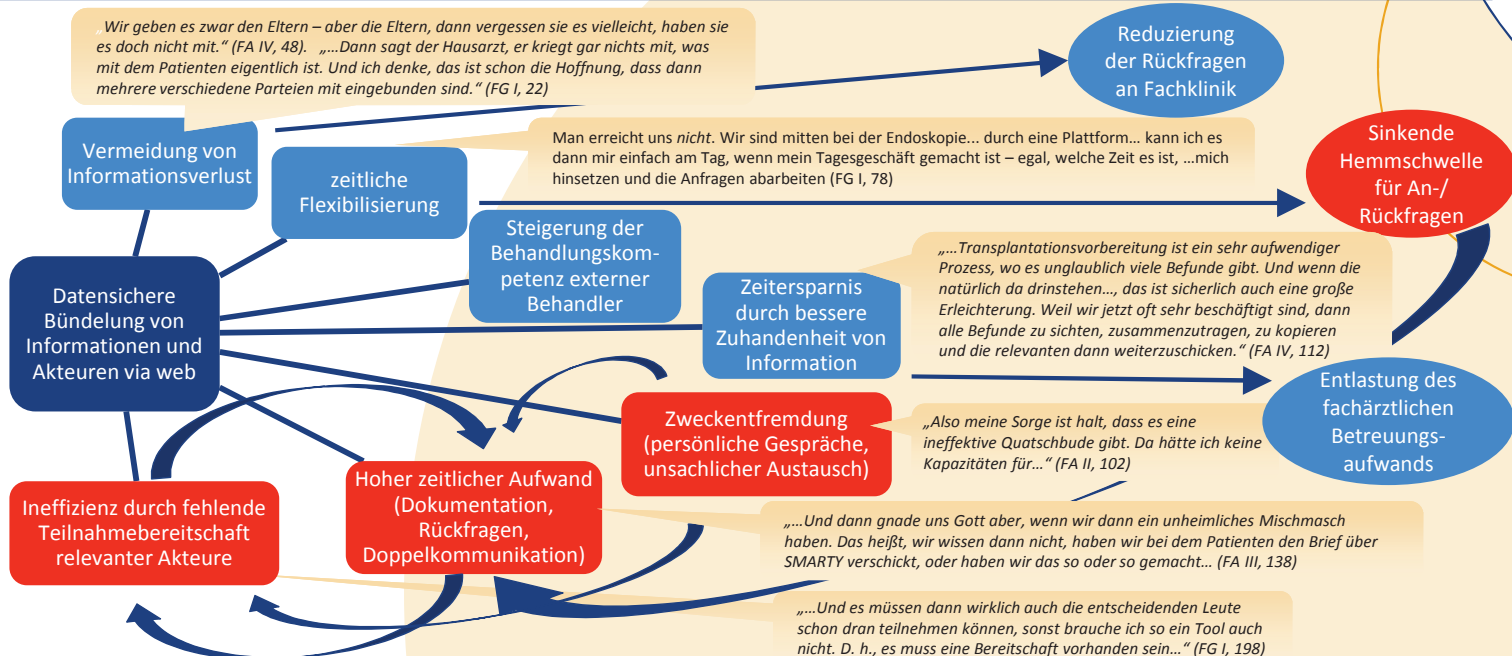 „Wir geben es zwar den Eltern – aber die Eltern, dann vergessen sie es vielleicht, haben sie
es doch nicht mit.“ (FA IV, 48). „…Dann sagt der Hausarzt, er kriegt gar nichts mit, was
mit dem Patienten eigentlich ist. Und ich denke, das ist schon die Hoffnung, dass dann
mehrere verschiedene Parteien mit eingebunden sind.“ (FG I, 22)
Reduzierung
der Rückfragen
an Fachklinik
Vermeidung von
Informationsverlust
zeitliche
Flexibilisierung
Man erreicht uns nicht. Wir sind mitten bei der Endoskopie... durch eine Plattform... kann ich es
dann mir einfach am Tag, wenn mein Tagesgeschäft gemacht ist – egal, welche Zeit es ist, …mich
hinsetzen und die Anfragen abarbeiten (FG I, 78)
Sinkende
Hemmschwelle
für An-/
Rückfragen
Steigerung der
Behandlungskom-
petenz externer
Behandler
Datensichere
Bündelung von
Informationen und
Akteuren via web
Zeitersparnis
durch bessere
Zuhandenheit von
Information
„…Transplantationsvorbereitung ist ein sehr aufwendiger
Prozess, wo es unglaublich viele Befunde gibt. Und wenn die
natürlich da drinstehen…, das ist sicherlich auch eine große
Erleichterung. Weil wir jetzt oft sehr beschäftigt sind, dann
alle Befunde zu sichten, zusammenzutragen, zu kopieren
und die relevanten dann weiterzuschicken.“ (FA IV, 112)
Entlastung des
fachärztlichen
Betreuungs-
aufwands
Zweckentfremdung
(persönliche Gespräche,
unsachlicher Austausch)
„Also meine Sorge ist halt, dass es eine
ineffektive Quatschbude gibt. Da hätte ich keine
Kapazitäten für…“ (FA II, 102)
Ineffizienz durch fehlende
Teilnahmebereitschaft
relevanter Akteure
Hoher zeitlicher Aufwand
(Dokumentation,
Rückfragen,
Doppelkommunikation)
„…Und dann gnade uns Gott aber, wenn wir dann ein unheimliches Mischmasch
haben. Das heißt, wir wissen dann nicht, haben wir bei dem Patienten den Brief über
SMARTY verschickt, oder haben wir das so oder so gemacht… (FA III, 138)
„…Und es müssen dann wirklich auch die entscheidenden Leute
schon dran teilnehmen können, sonst brauche ich so ein Tool auch
nicht. D. h., es muss eine Bereitschaft vorhanden sein…“ (FG I, 198)